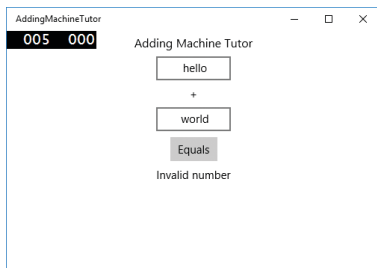 AddingMachineTutor
005 000
Adding Machine Tutor
hello
+
world
Equals
Invalid number